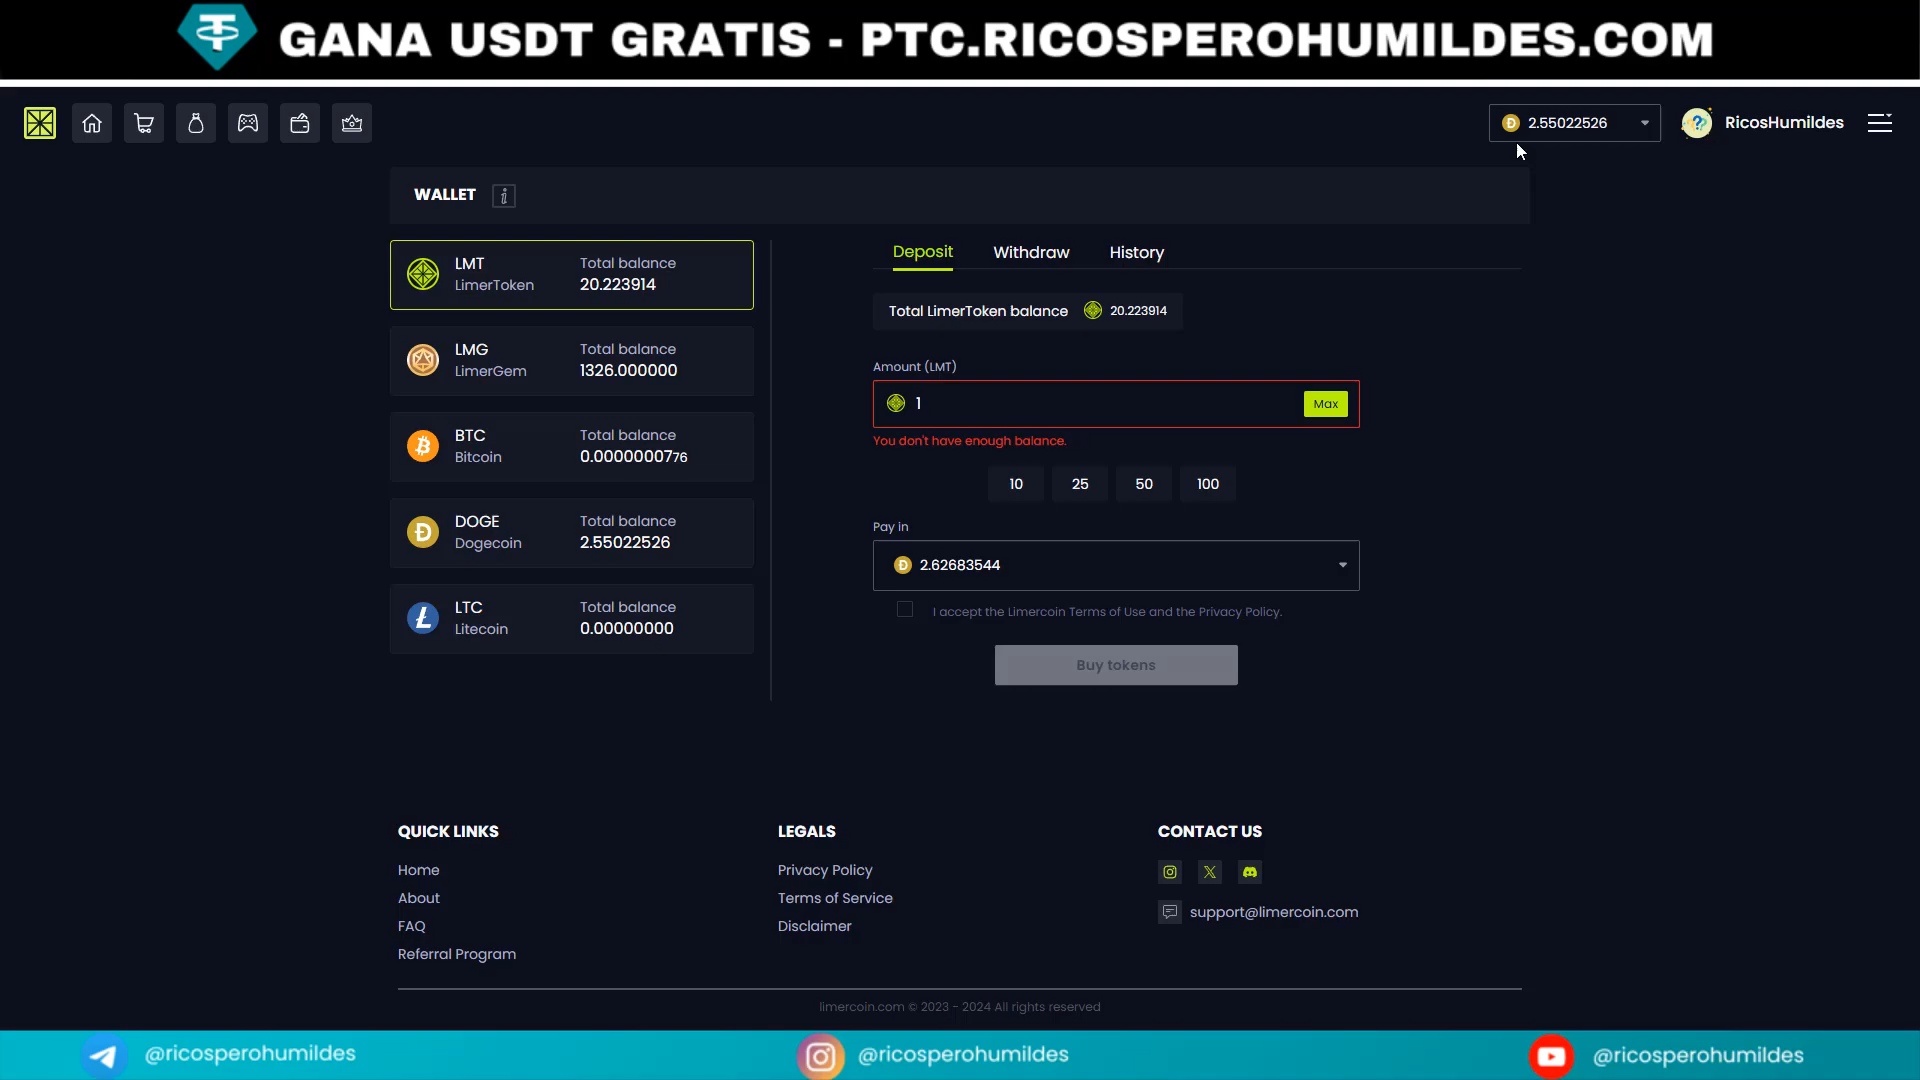 GANA USDT GRATIS - PTC.RICOSPEROHUMILDES.COM
2.55022526
RicosHumildes
WALLET
i
LMT
LimerToken
Total balance
20.223914
LMG
LimerGem
Total balance
1326.000000
BTC
Bitcoin
Total balance
0.0000000776
DOGE
Dogecoin
Total balance
2.55022526
LTC
Litecoin
Total balance
0.00000000
Deposit Withdraw History
Total LimerToken balance 20.223914
Amount (LMT)
1 Max
You don't have enough balance.
10 25 50 100
Pay in
2.62683544
I accept the Limercoin Terms of Use and the Privacy Policy.
Buy tokens
QUICK LINKS
Home
About
FAQ
Referral Program
LEGALS
Privacy Policy
Terms of Service
Disclaimer
CONTACT US
support@limercoin.com
limercoin.com © 2023 - 2024 All rights reserved
@ricosperohumildes @ricosperohumildes @ricosperohumildes